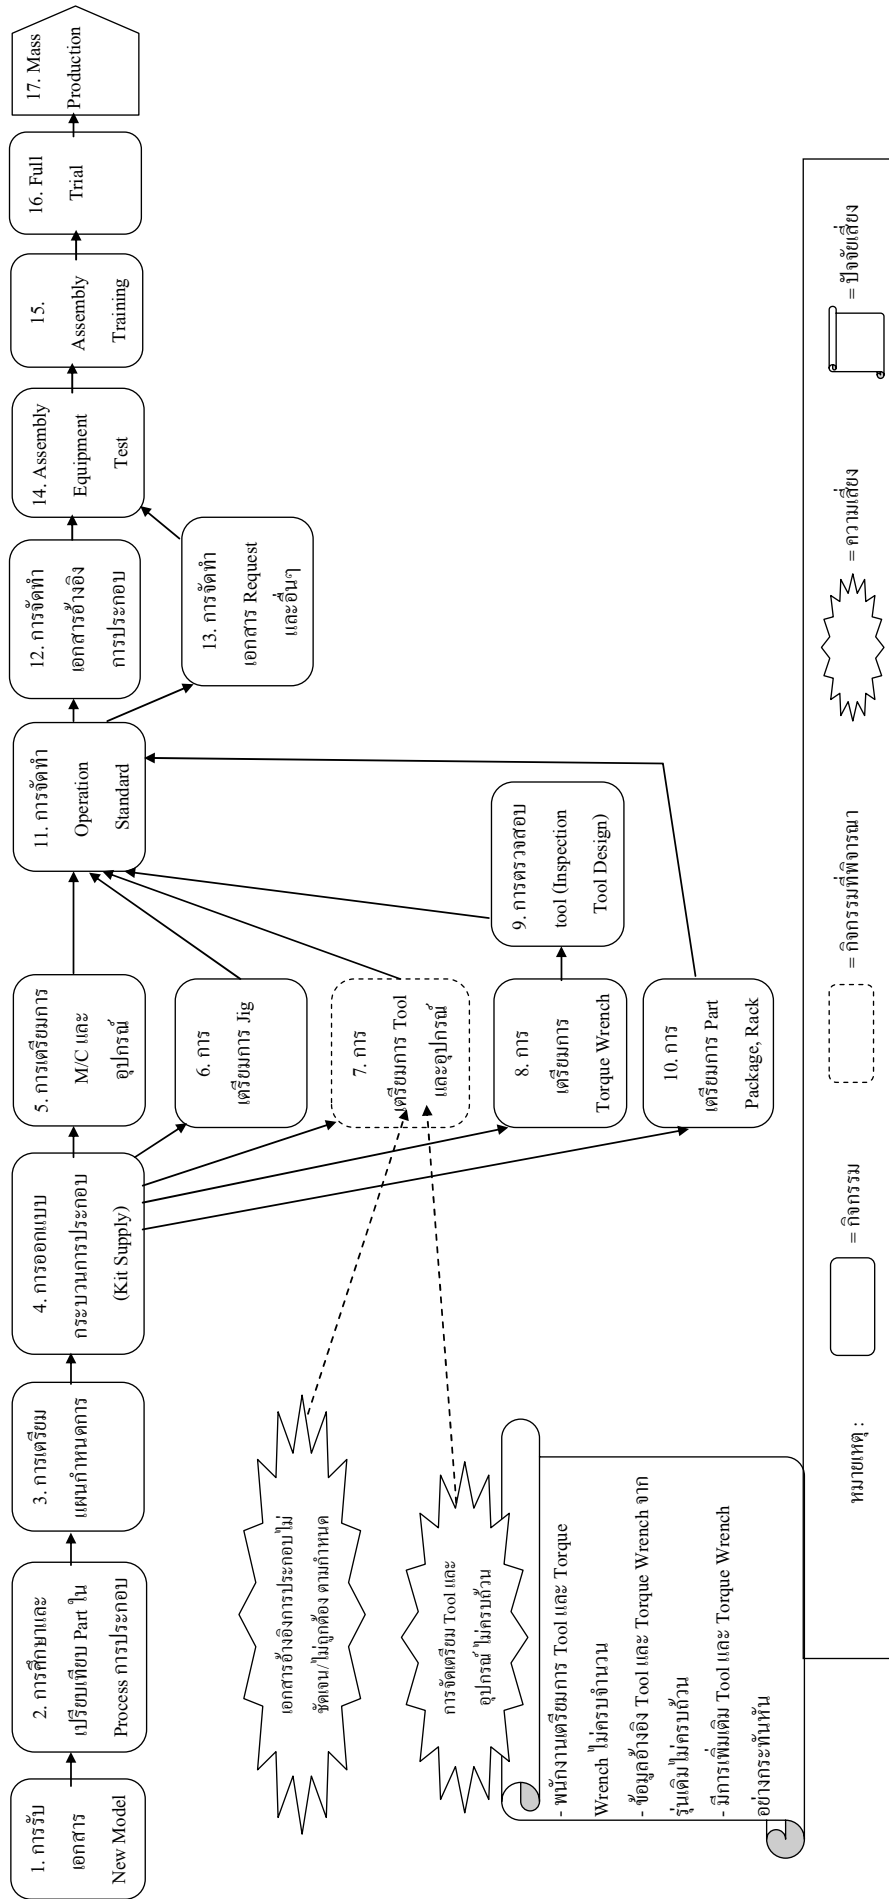 1. การรับ
เอกสาร
New Model
2. การศึกษาและ
เปรียบเทียบ Part ใน
Process การประกอบ
3. การเตรียม
แผนกำหนดการ
4. การออกแบบ
กระบวนการประกอบ
(Kit Supply)
5. การเตรียมการ
M/C และ
อุปกรณ์
6. การ
เตรียมการ Jig
7. การ
เตรียมการ Tool
และอุปกรณ์
8. การ
เตรียมการ
Torque Wrench
9. การตรวจสอบ
tool (Inspection
Tool Design)
10. การ
เตรียมการ Part
Package, Rack
11. การจัดทำ
Operation
Standard
12. การจัดทำ
เอกสารอ้างอิง
การประกอบ
13. การจัดทำ
เอกสาร Request
และอื่นๆ
14. Assembly
Equipment
Test
15.
Assembly
Training
16. Full
Trial
17. Mass
Production
เอกสารอ้างอิงการประกอบไม่
ชัดเจน/ไม่ถูกต้อง ตามกำหนด
การจัดเตรียม Tool และ
อุปกรณ์ ไม่ครบถ้วน
- พนักงานเตรียมการ Tool และ Torque
Wrench ไม่ครบจำนวน
- ข้อมูลอ้างอิง Tool และ Torque Wrench จาก
รุ่นเดิมไม่ครบถ้วน
- มีการเพิ่มเติม Tool และ Torque Wrench
อย่างกระทันหัน
หมายเหตุ :
= กิจกรรม
= กิจกรรมที่พิจารณา
= ความเสี่ยง
= ปัจจัยเสี่ยง